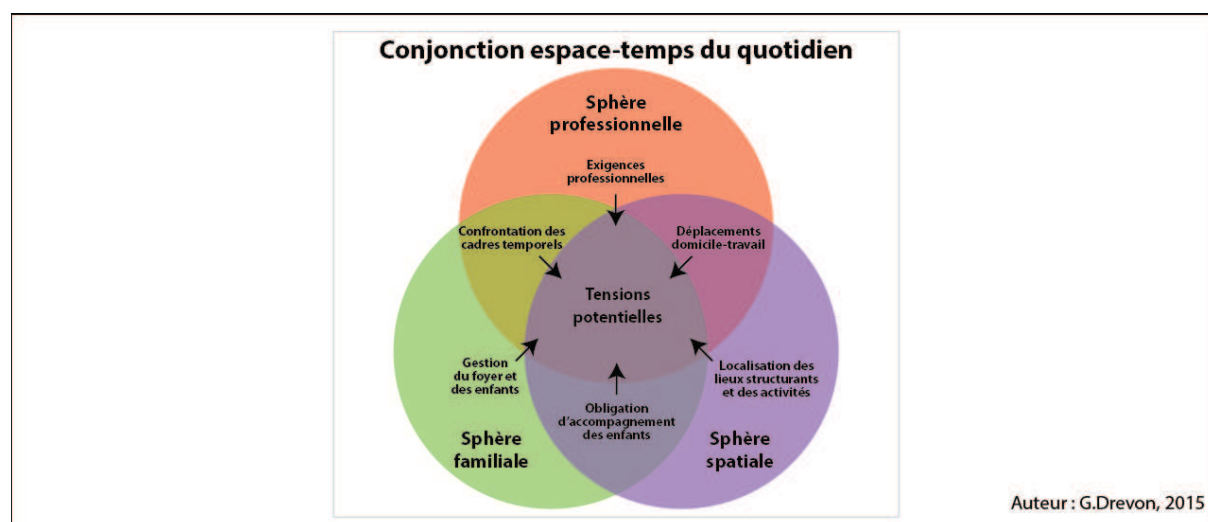 Conjonction espace-temps du quotidien
Sphère
professionnelle
Exigences
professionnelles
Confrontation des
cadres temporels
Déplacements
domicile-travail
Tensions
potentielles
Gestion
du foyer et
des enfants
Localisation des
lieux structurants
et des activités
Obligation
d'accompagnement
des enfants
Sphère
familiale
Sphère
spatiale
Auteur : G.Drevon, 2015